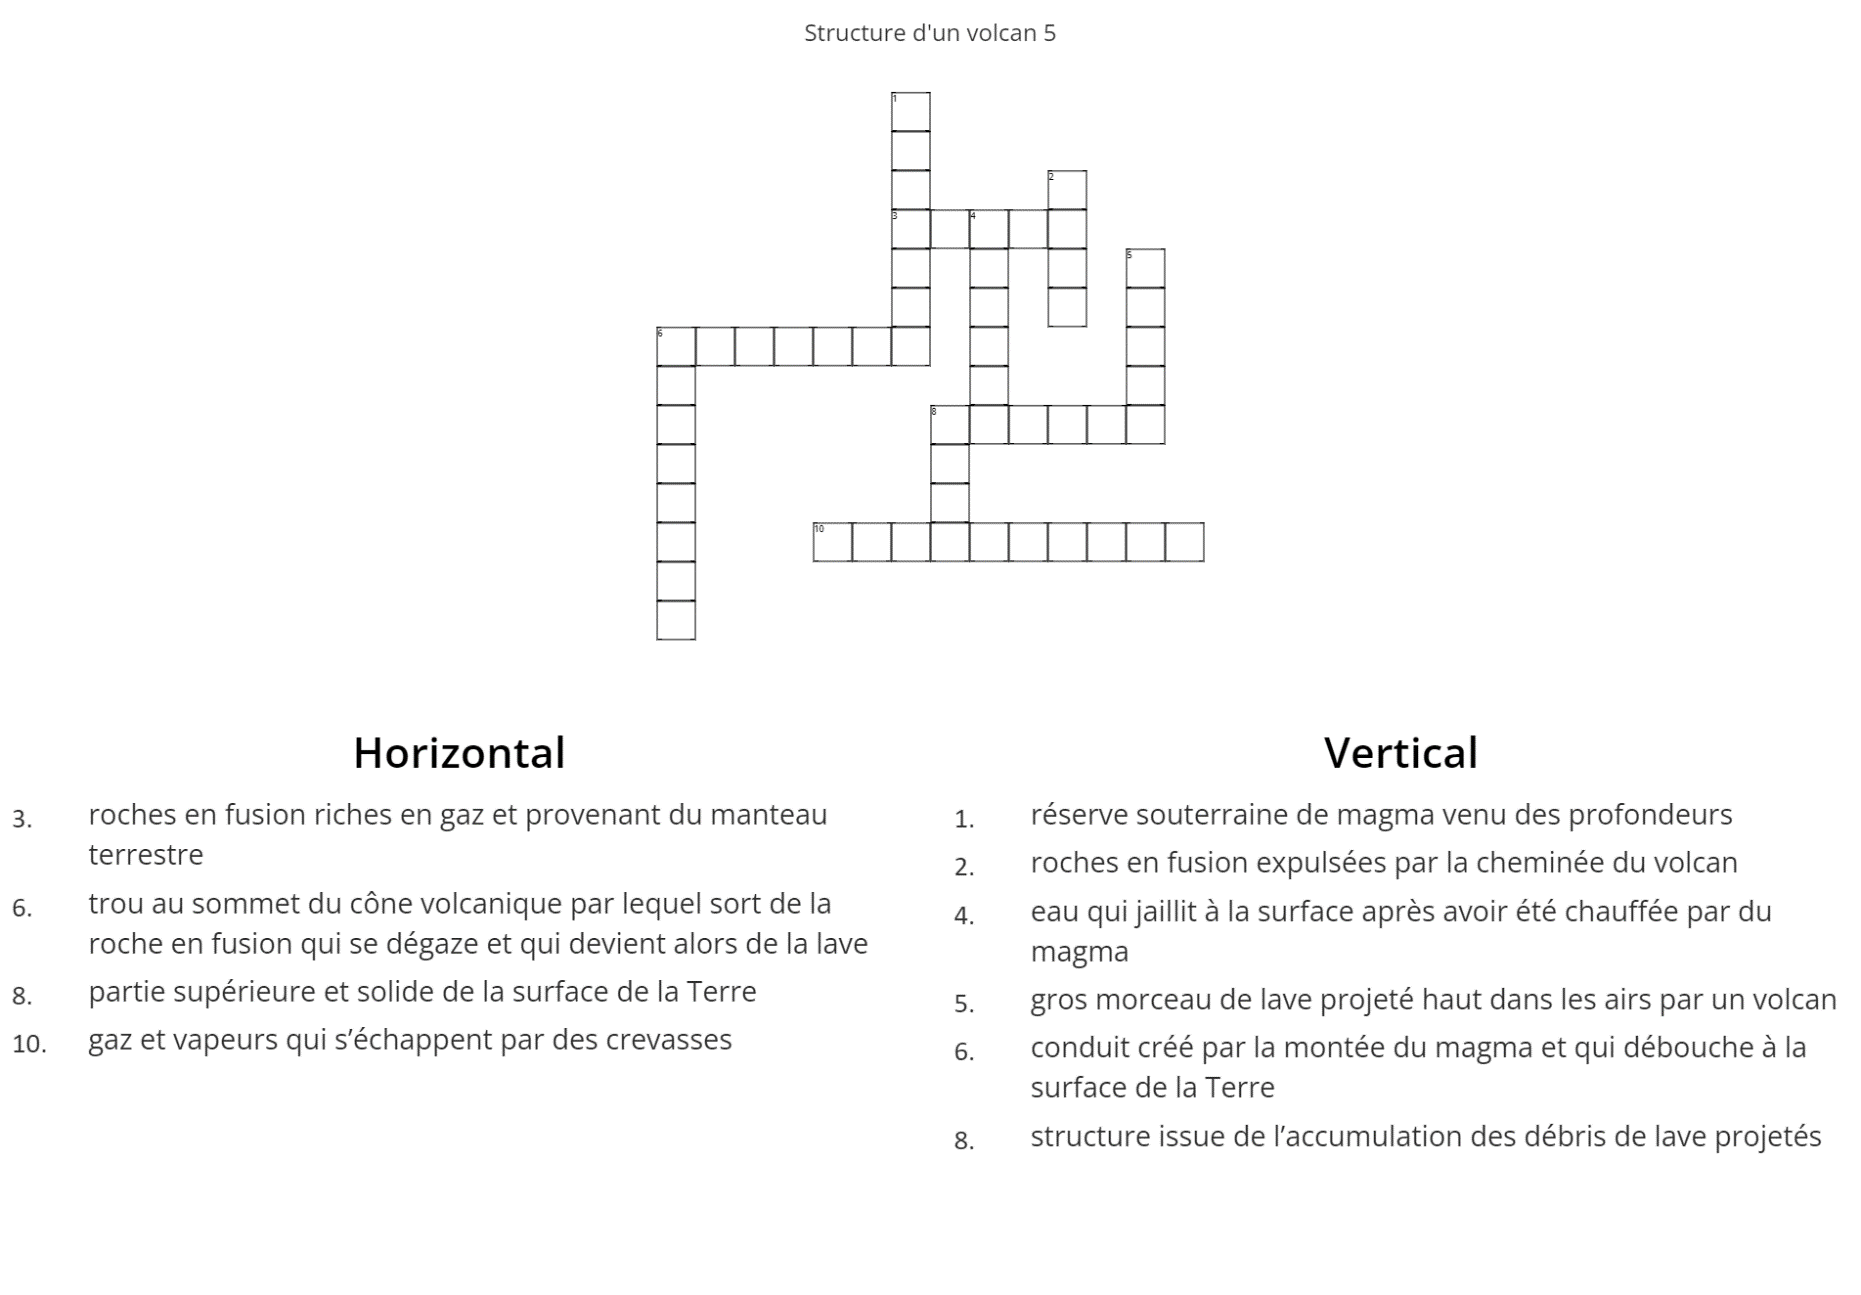 Structure d'un volcan 5
1
2
3
4
5
6
8
10
Horizontal
3. roches en fusion riches en gaz et provenant du manteau
terrestre
6. trou au sommet du cône volcanique par lequel sort de la
roche en fusion qui se dégaze et qui devient alors de la lave
8. partie supérieure et solide de la surface de la Terre
10. gaz et vapeurs qui s’échappent par des crevasses
Vertical
1. réserve souterraine de magma venu des profondeurs
2. roches en fusion expulsées par la cheminée du volcan
4. eau qui jaillit à la surface après avoir été chauffée par du
magma
5. gros morceau de lave projeté haut dans les airs par un volcan
6. conduit créé par la montée du magma et qui débouche à la
surface de la Terre
8. structure issue de l’accumulation des débris de lave projetés